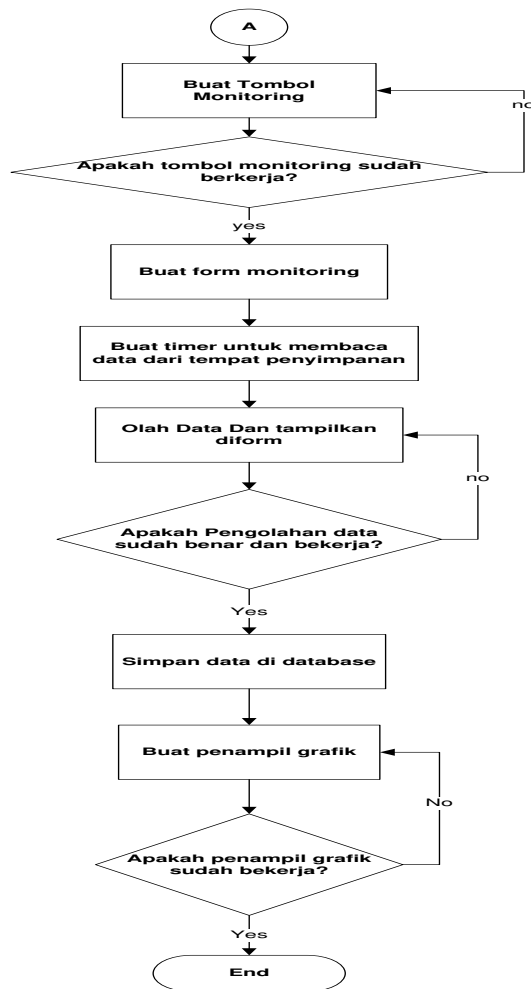 A
Buat Tombol
Monitoring
no
Apakah tombol monitoring sudah
berkerja?
yes
Buat form monitoring
Buat timer untuk membaca
data dari tempat penyimpanan
Olah Data Dan tampilkan
diform
no
Apakah Pengolahan data
sudah benar dan bekerja?
Yes
Simpan data di database
Buat penampil grafik
No
Apakah penampil grafik
sudah bekerja?
Yes
End